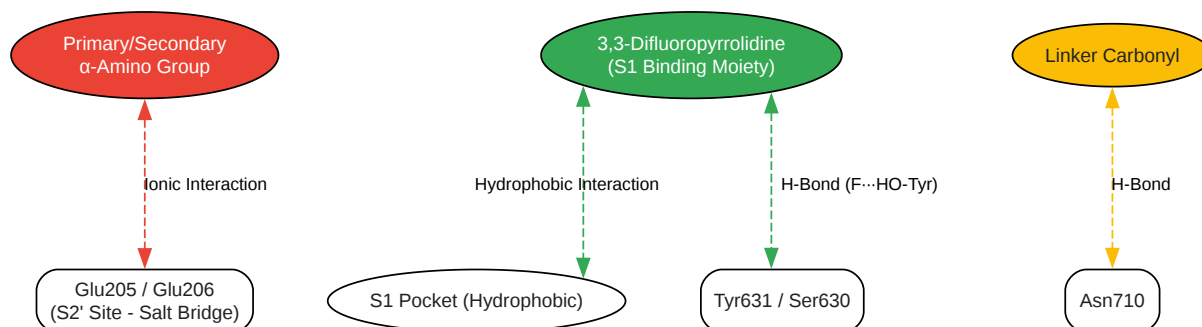 Primary/Secondary
α-Amino Group
3,3-Difluoropyrrolidine
(S1 Binding Moiety)
Linker Carbonyl
Ionic Interaction
Hydrophobic Interaction
H-Bond (F···HO-Tyr)
H-Bond
Glu205 / Glu206
(S2' Site - Salt Bridge)
S1 Pocket (Hydrophobic)
Tyr631 / Ser630
Asn710